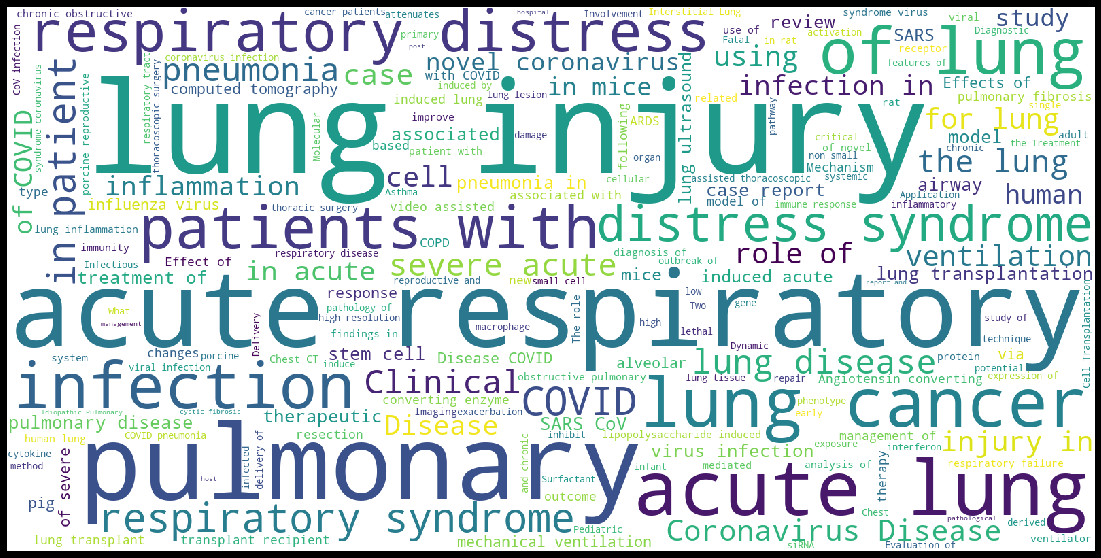 chronic obstructive
cancer patients
attenuates
hospital
Involvement
Interstitial lung
syndrome virus
viral
Diagnostic
respiratory distress
of lung
study
coronavirus infection
primary
post
use of
Fatal
activation
in rat
review
SARS
receptor
features of
CoV infection
syndrome coronavirus
of COVID
in patient
porcine reproductive
respiratory tract
thoracoscopic surgery
pneumonia
computed tomography
case
with COVID
novel coronavirus
in mice
using
infection in
Effects of
pulmonary fibrosis
induced by
induced lung
lung lesion
related
rat
single
lung injury
Molecular
improve
ARDS
following
lung ultrasound
for lung
model
adult
associated
based
patient with
damage
organ
pathway
critical
of novel
non small
Mechanism
systemic
chronic
the treatment
the lung
inflammation
cell
pneumonia in
cellular
assisted thoracoscopic
case report
airway
human
type
influenza virus
Asthma
associated with
model of
immune response
Application
inflammatory
lung inflammation
thoracic surgery
video assisted
patients with
distress syndrome
immunity
Effect of
respiratory disease
COPD
diagnosis of
outbreak of
role of
ventilation
Infectious
treatment of
in acute
severe acute
new
small cell
mice
induced acute
lung transplantation
report and
acute respiratory
What
management
pathology of
high resolution
response
findings in
macrophage
The role
low
Two
high
gene
lethal
Dynamic
study of
technique
Cell transplantation
system
changes
porcine
Delivery
viral infection
Chest CT
induce
stem cell
Disease COVID
obstructive pulmonary
alveolar
lung disease
lung tissue
repair
via
protein
potential
Angiotensin converting
expression of
infection
Clinical
converting enzyme
COVID
lung cancer
phenotype
early
idiopathic pulmonary
cystic fibrosis
therapeutic
Imaging
exacerbation
pulmonary disease
human lung
COVID pneumonia
resection
Disease
SARS CoV
inhibit
lipopolysaccharide induced
exposure
management of
interferon
injury in
cytokine
method
of severe
infected
delivery of
host
pulmonary
and chronic
Surfactant
infant
mediated
virus infection
analysis of
therapy
respiratory failure
acute lung
pig
outcome
Chest
pathological
derived
lung transplant
respiratory syndrome
transplant recipient
Pediatric
mechanical ventilation
siRNA
Coronavirus Disease
Evaluation of
ventilator